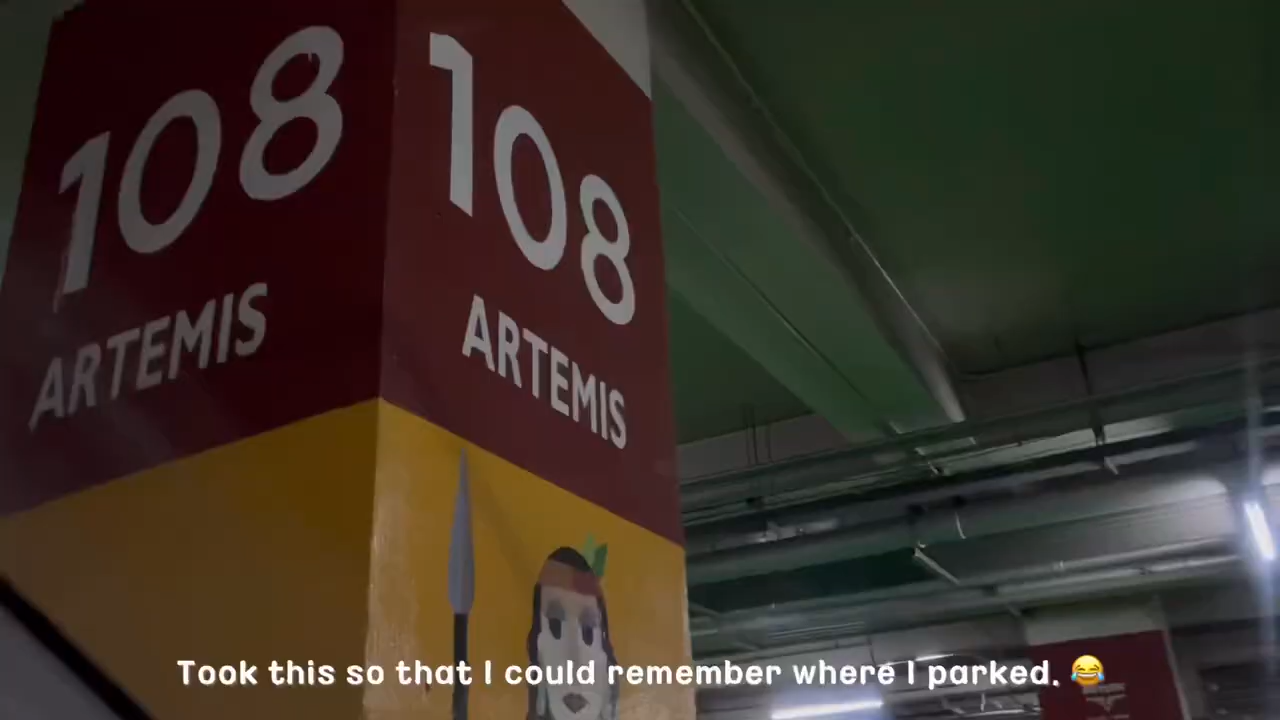 108
ARTEMIS
108
ARTEMIS
Took this so that I could remember where I parked. 😂